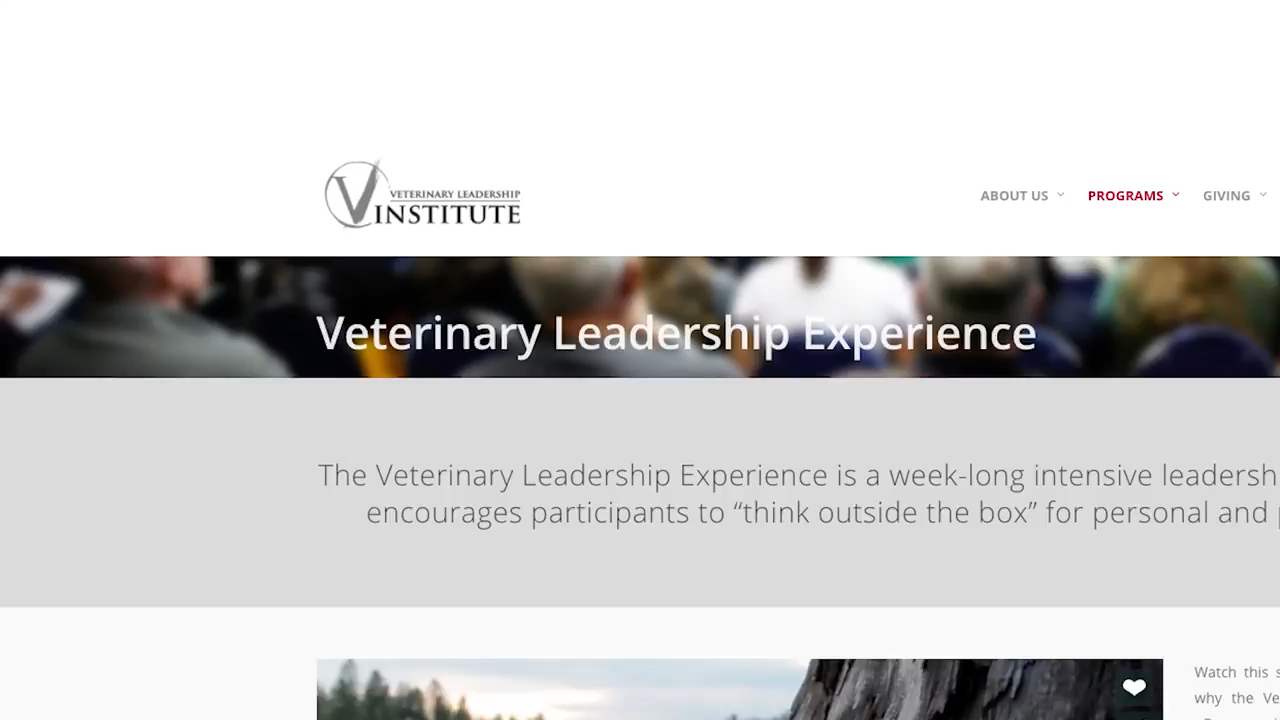 VETERINARY LEADERSHIP
VINSTITUTE
ABOUT US
PROGRAMS
GIVING
Veterinary Leadership Experience
The Veterinary Leadership Experience is a week-long intensive leadersh
encourages participants to “think outside the box” for personal and
Watch this s
why the Ve